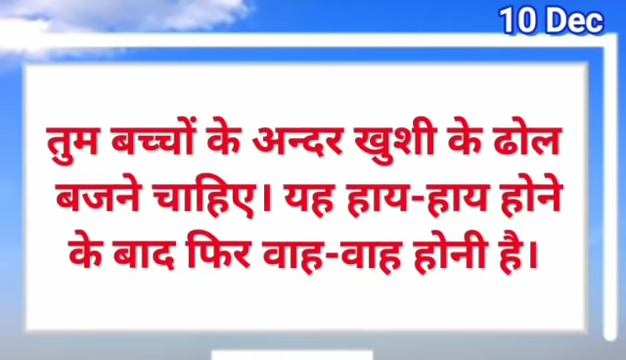 10 Dec
तुम बच्चों के अन्दर खुशी के ढोल
बजने चाहिए। यह हाय-हाय होने
के बाद फिर वाह-वाह होनी है।